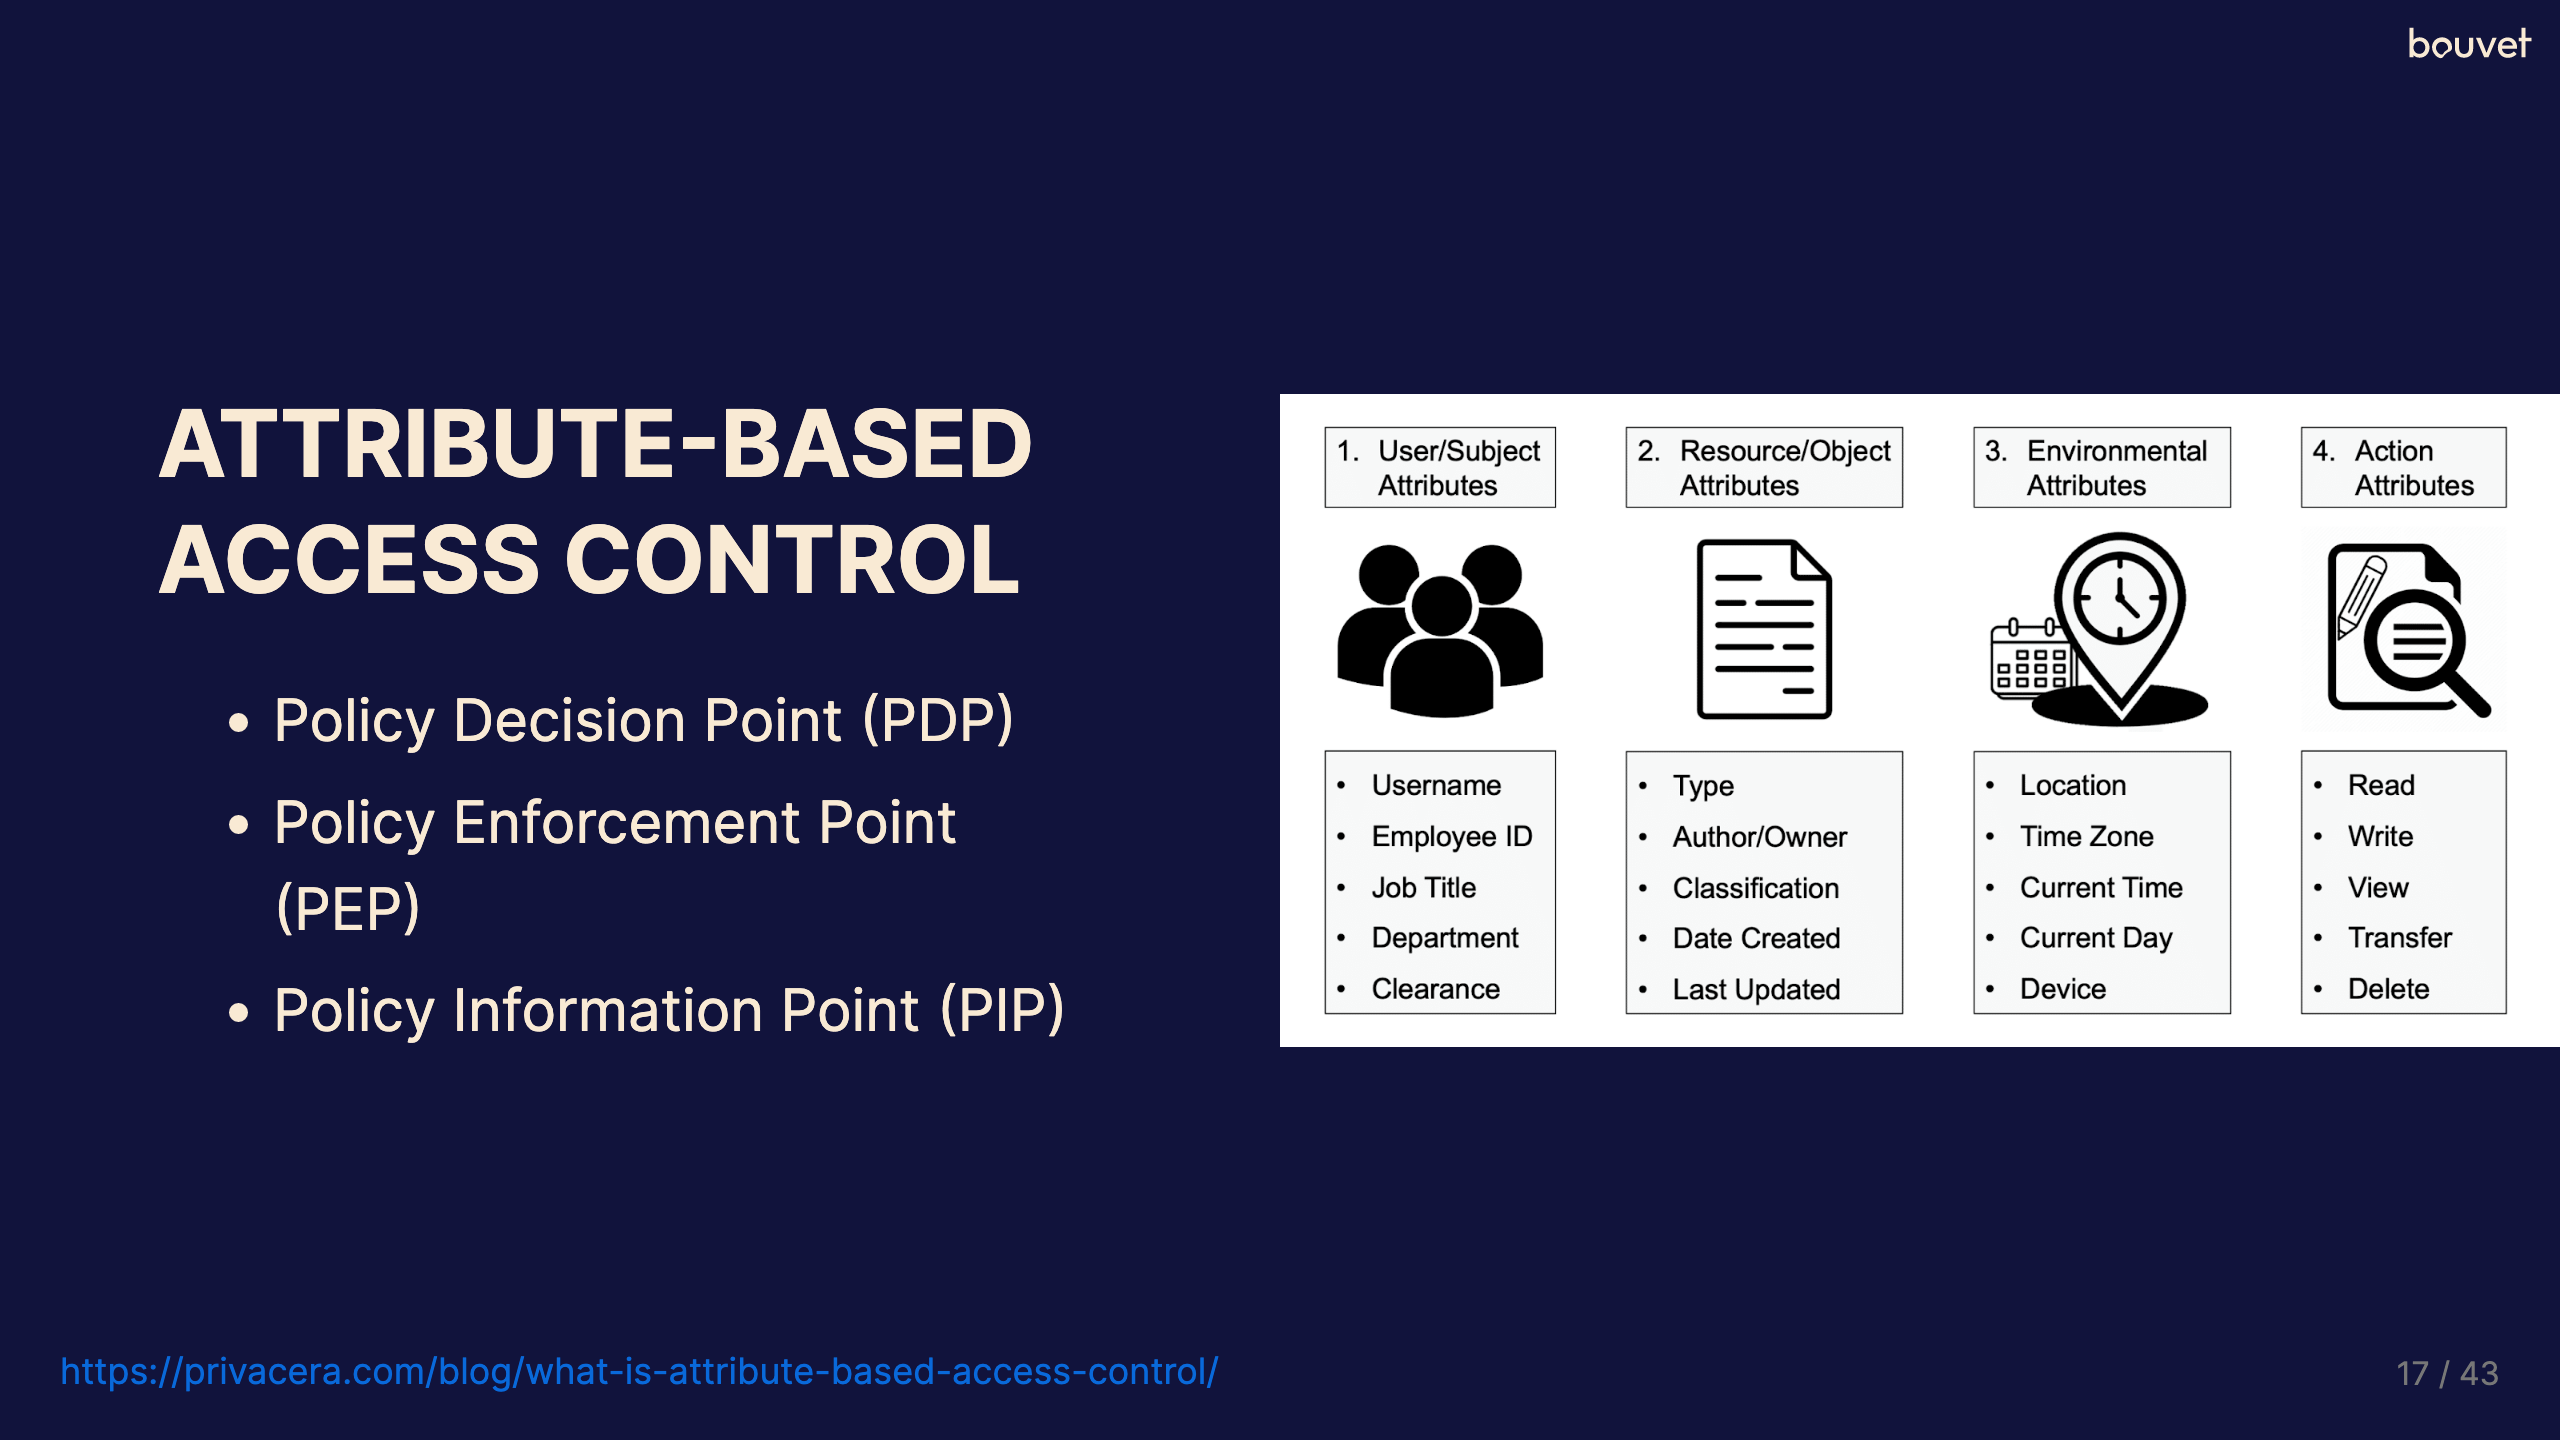 bouvet
ATTRIBUTE-BASED
ACCESS CONTROL
• Policy Decision Point (PDP)
• Policy Enforcement Point
(PEP)
• Policy Information Point (PIP)
1. User/Subject
Attributes
• Username
• Employee ID
• Job Title
• Department
• Clearance
2. Resource/Object
Attributes
• Type
• Author/Owner
• Classification
• Date Created
• Last Updated
3. Environmental
Attributes
• Location
• Time Zone
• Current Time
• Current Day
• Device
4. Action
Attributes
• Read
• Write
• View
• Transfer
• Delete
https://privacera.com/blog/what-is-attribute-based-access-control/
17 / 43